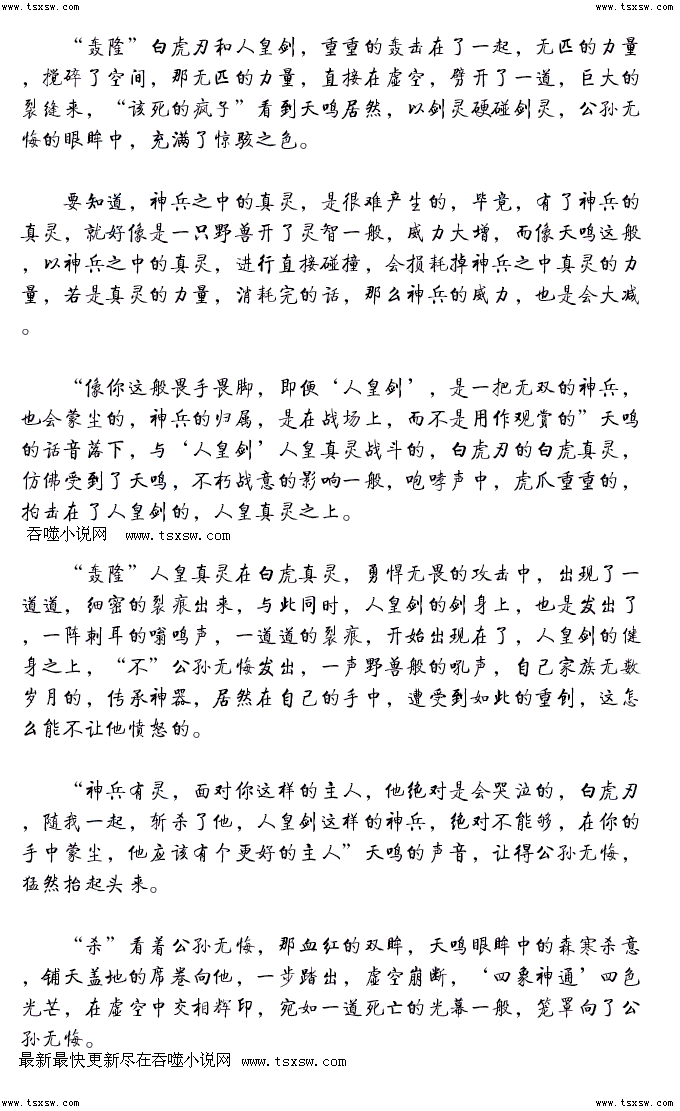 www.tsxsw.com www.tsxsw.com
“轰隆”白虎刃和人皇剑，重重的轰击在了一起，无匹的力量
，搅碎了空间，那无匹的力量，直接在虚空，劈开了一道，巨大的
裂缝来，“该死的疯子”看到天鸣居然，以剑灵硬碰剑灵，公孙无
悔的眼眸中，充满了惊骇之色。
要知道，神兵之中的真灵，是很难产生的，毕竟，有了神兵的
真灵，就好像是一只野兽开了灵智一般，威力大增，而像天鸣这般
，以神兵之中的真灵，进行直接碰撞，会损耗掉神兵之中真灵的力
量，若是真灵的力量，消耗完的话，那么神兵的威力，也是会大减
。
“像你这般畏手畏脚，即便‘人皇剑’，是一把无双的神兵，
也会蒙尘的，神兵的归属，是在战场上，而不是用作观赏的”天鸣
的话音落下，与‘人皇剑’人皇真灵战斗的，白虎刃的白虎真灵，
仿佛受到了天鸣，不朽战意的影响一般，咆哮声中，虎爪重重的，
拍击在了人皇剑的，人皇真灵之上。
吞噬小说网 www.tsxsw.com
“轰隆”人皇真灵在白虎真灵，勇悍无畏的攻击中，出现了一
道道，细密的裂痕出来，与此同时，人皇剑的剑身上，也是发出了
，一阵刺耳的嗡鸣声，一道道的裂痕，开始出现在了，人皇剑的健
身之上，“不”公孙无悔发出，一声野兽般的吼声，自己家族无数
岁月的，传承神器，居然在自己的手中，遭受到如此的重创，这怎
么能不让他愤怒的。
“神兵有灵，面对你这样的主人，他绝对是会哭泣的，白虎刃
，随我一起，斩杀了他，人皇剑这样的神兵，绝对不能够，在你的
手中蒙尘，他应该有个更好的主人”天鸣的声音，让得公孙无悔，
猛然抬起头来。
“杀”看着公孙无悔，那血红的双眸，天鸣眼眸中的森寒杀意
，铺天盖地的席卷向他，一步踏出，虚空崩断，‘四象神通’四色
光芒，在虚空中交相辉印，宛如一道死亡的光幕一般，笼罩向了公
孙无悔。
最新最快更新尽在吞噬小说网 www.tsxsw.com
www.tsxsw.com www.tsxsw.com